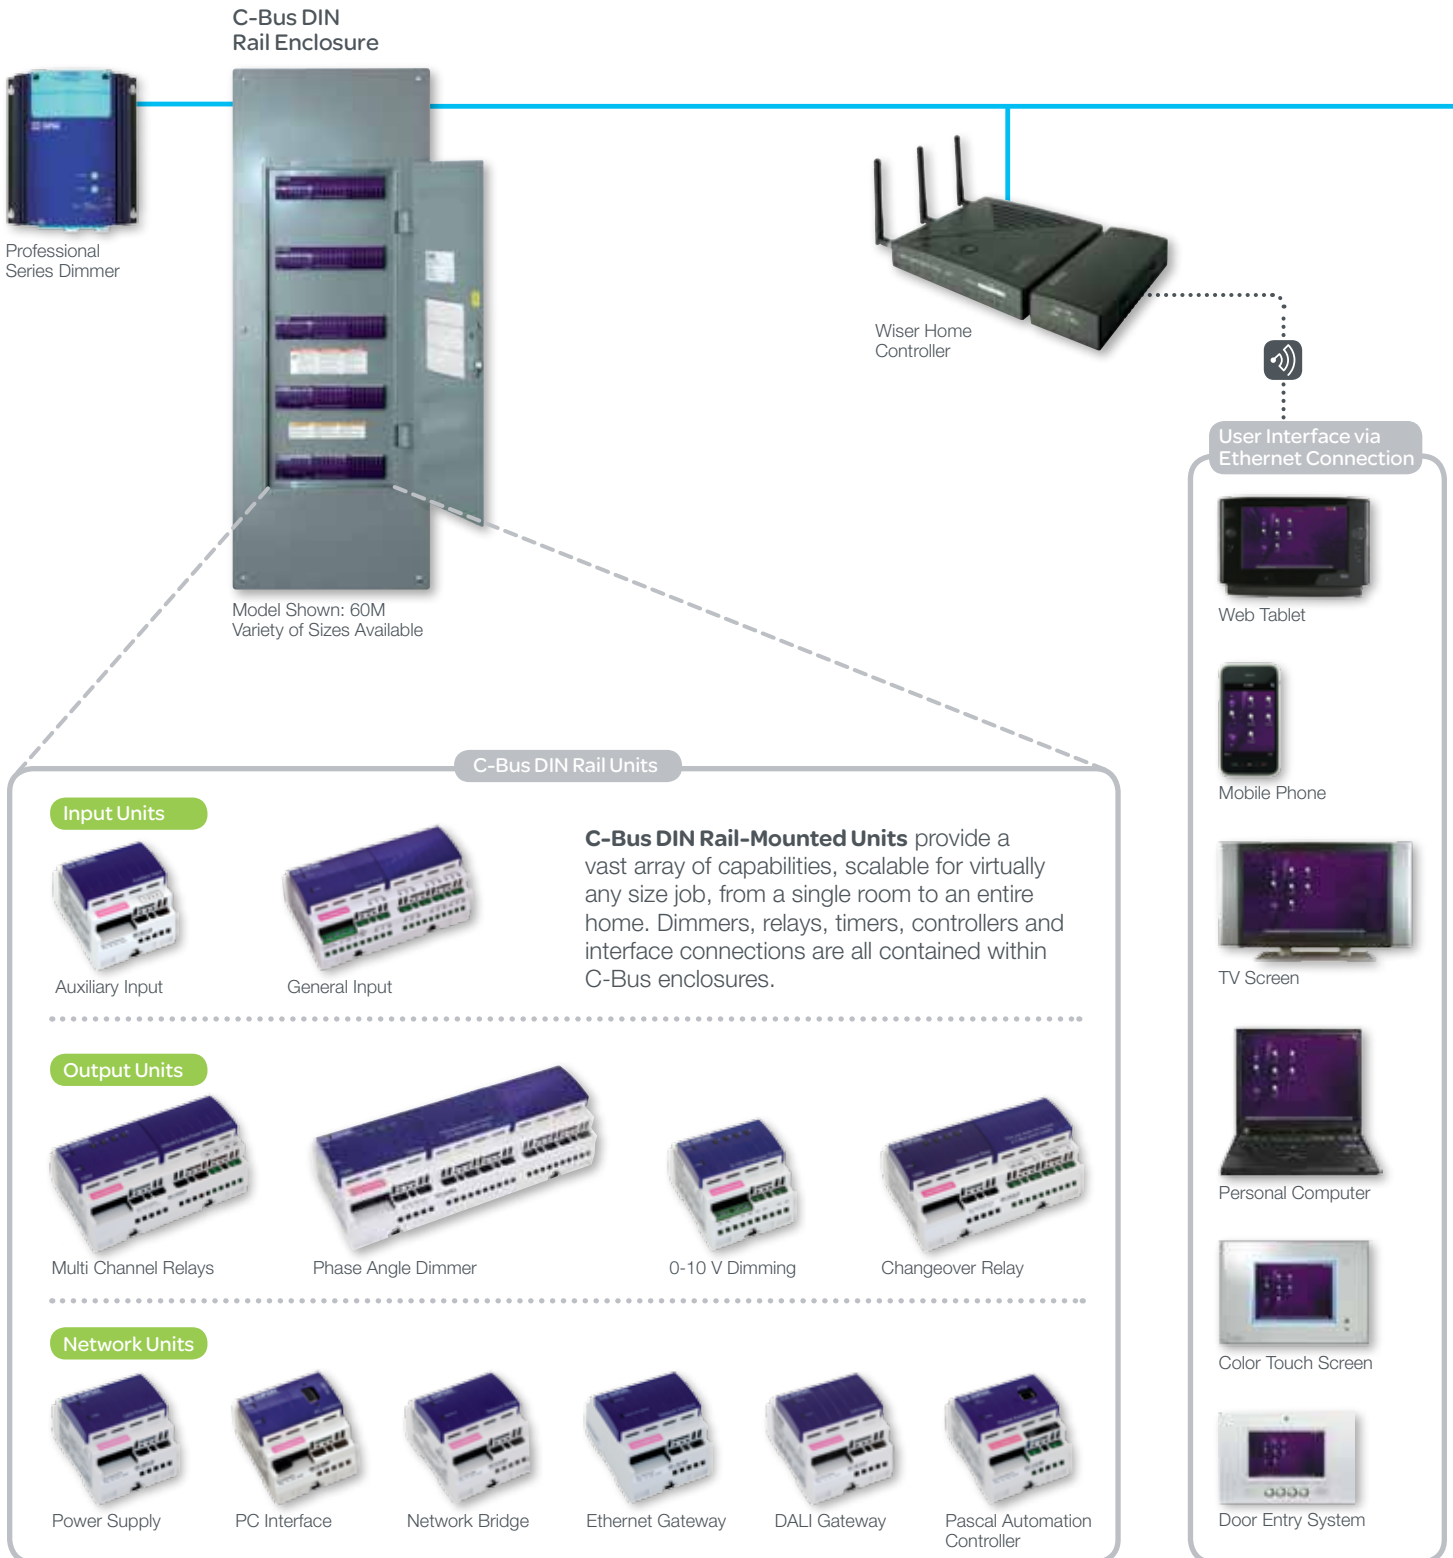 C-Bus DIN
Rail Enclosure
Professional
Series Dimmer
Wiser Home
Controller
Model Shown: 60M
Variety of Sizes Available
User Interface via
Ethernet Connection
Web Tablet
Mobile Phone
TV Screen
Personal Computer
Color Touch Screen
Door Entry System
C-Bus DIN Rail Units
Input Units
Auxiliary Input
General Input
C-Bus DIN Rail-Mounted Units provide a
vast array of capabilities, scalable for virtually
any size job, from a single room to an entire
home. Dimmers, relays, timers, controllers and
interface connections are all contained within
C-Bus enclosures.
Output Units
Multi Channel Relays
Phase Angle Dimmer
0-10 V Dimming
Changeover Relay
Network Units
Power Supply
PC Interface
Network Bridge
Ethernet Gateway
DALI Gateway
Pascal Automation
Controller